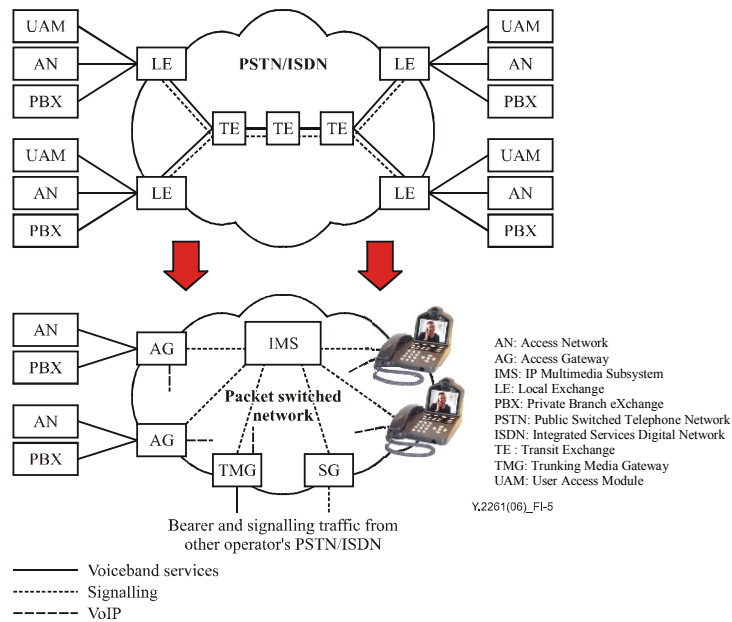 UAM
AN
PBX
LE
PSTN/ISDN
LE
UAM
AN
PBX
TE
TE
TE
UAM
AN
PBX
LE
LE
UAM
AN
PBX
AN
PBX
AG
IMS
AN
PBX
AG
Packet switched
network
TMG
SG
Bearer and signalling traffic from
other operator's PSTN/ISDN
AN: Access Network
AG: Access Gateway
IMS: IP Multimedia Subsystem
LE: Local Exchange
PBX: Private Branch eXchange
PSTN: Public Switched Telephone Network
ISDN: Integrated Services Digital Network
TE : Transit Exchange
TMG: Trunking Media Gateway
UAM: User Access Module
Y.2261(06)_FI-5
Voiceband services
Signalling
VoIP